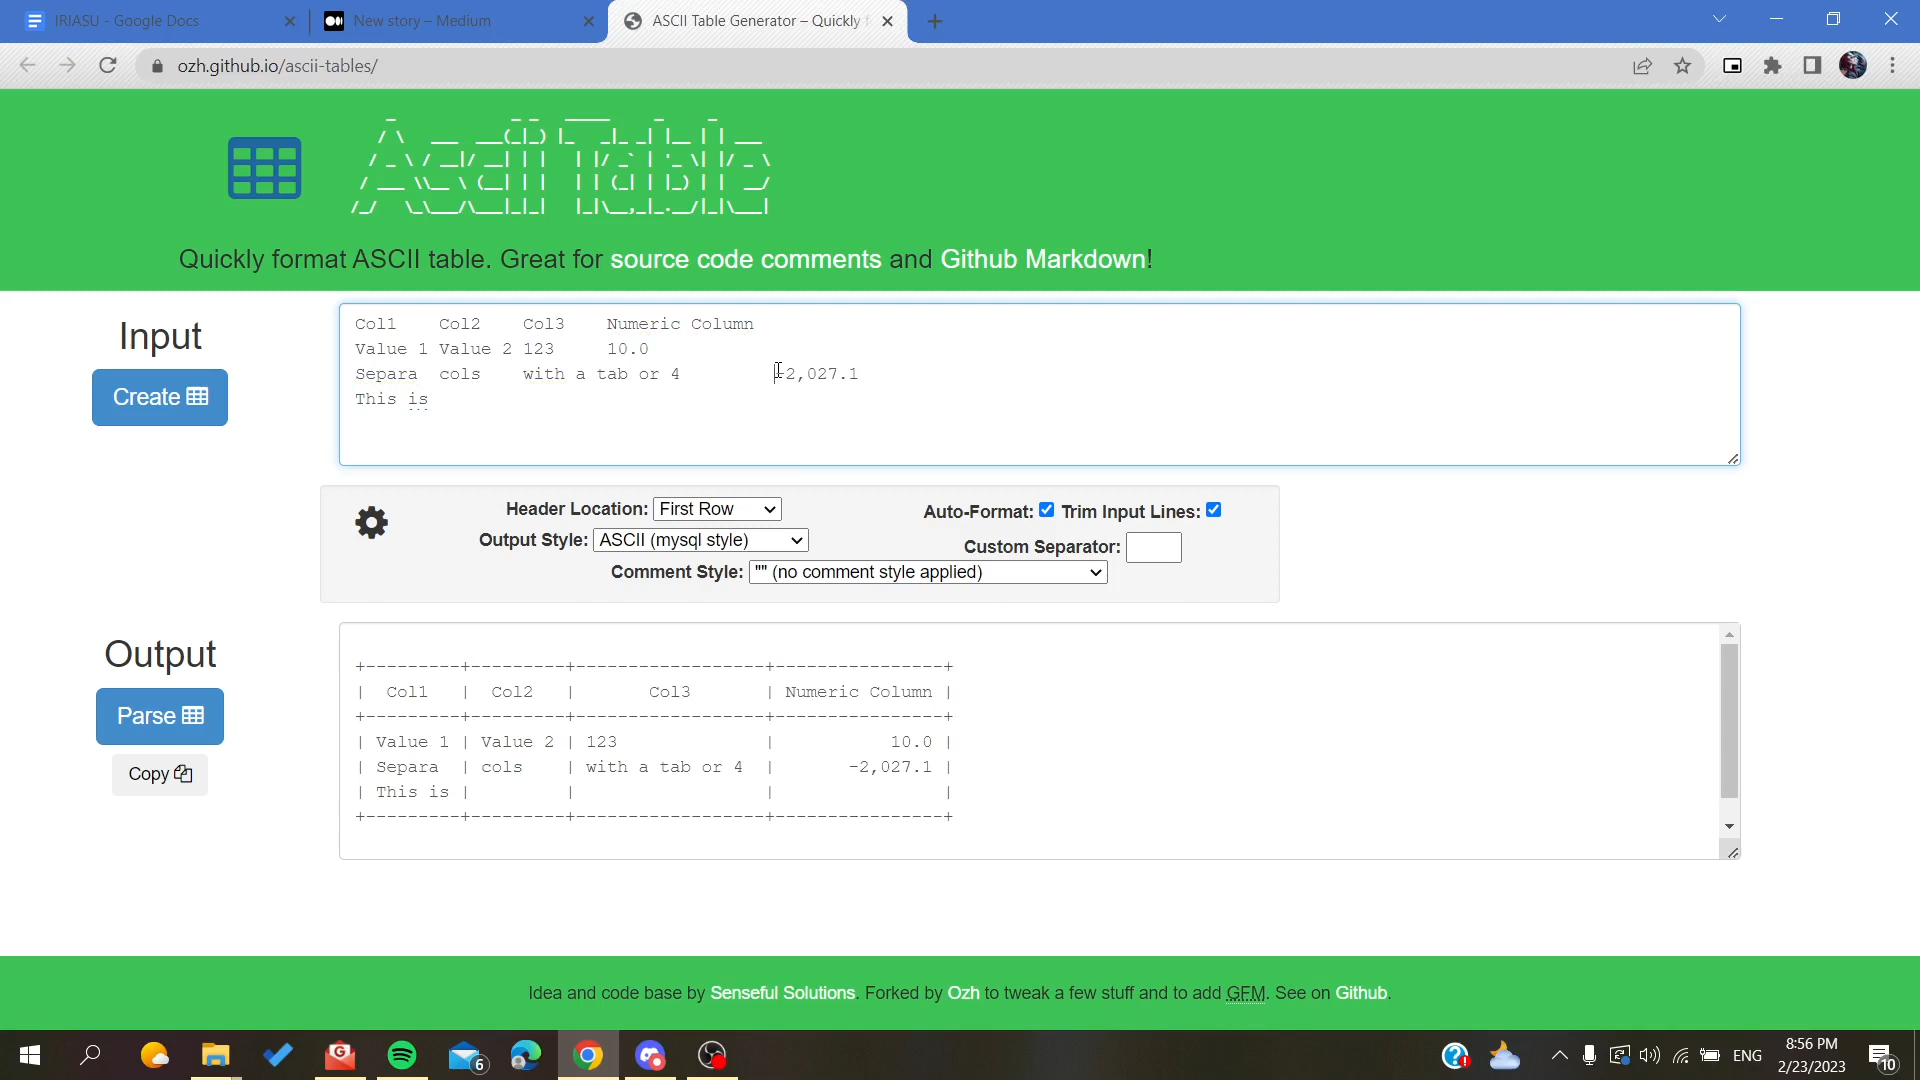 IRIASU - Google Docs
New story – Medium
ASCII Table Generator – Quickly f
ozh.github.io/ascii-tables/
Ascii Table
Quickly format ASCII table. Great for source code comments and Github Markdown!
Input
Create
Col1 Col2 Col3 Numeric Column
Value 1 Value 2 123 10.0
Separa cols with a tab or 4 -2,027.1
This is
Header Location: First Row
Auto-Format: Trim Input Lines:
Output Style: ASCII (mysql style)
Custom Separator:
Comment Style: "" (no comment style applied)
Output
Parse
Copy
+---------+---------+------------------+----------------+
| Col1 | Col2 | Col3 | Numeric Column |
+---------+---------+------------------+----------------+
| Value 1 | Value 2 | 123 | 10.0 |
| Separa | cols | with a tab or 4 | -2,027.1 |
| This is | | | |
+---------+---------+------------------+----------------+
Idea and code base by Senseful Solutions. Forked by Ozh to tweak a few stuff and to add GFM. See on Github.
6
ENG
8:56 PM
2/23/2023
10